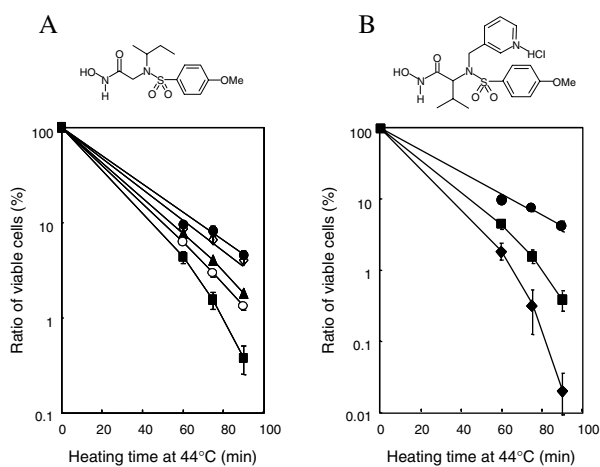 A
HO
N
H
O
N
S
O O
OMe
Ratio of viable cells (%)
100
10
1
0.1
0 20 40 60 80 100
Heating time at 44°C (min)
B
N
HCl
HO
N
H
O
N
S
O O
OMe
Ratio of viable cells (%)
100
10
1
0.1
0.01
0 20 40 60 80 100
Heating time at 44°C (min)